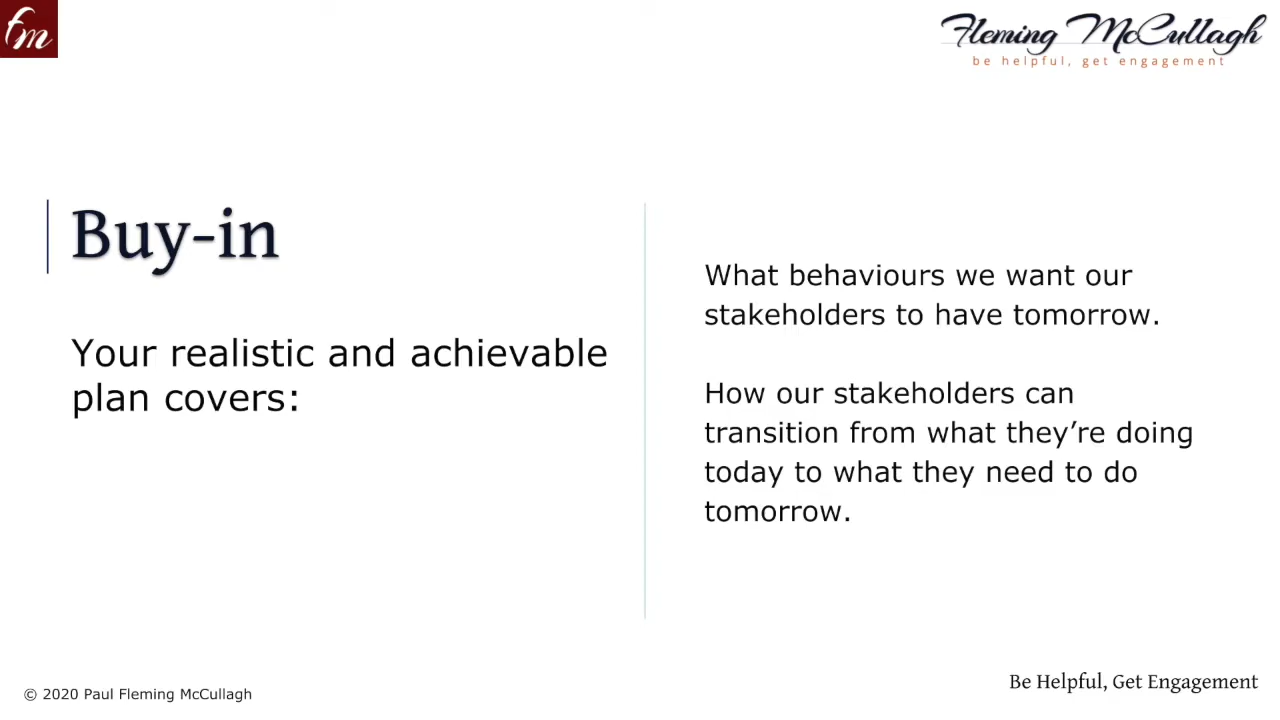 fm
Fleming McCullagh
be helpful, get engagement
Buy-in
Your realistic and achievable
plan covers:
What behaviours we want our
stakeholders to have tomorrow.
How our stakeholders can
transition from what they’re doing
today to what they need to do
tomorrow.
© 2020 Paul Fleming McCullagh
Be Helpful, Get Engagement